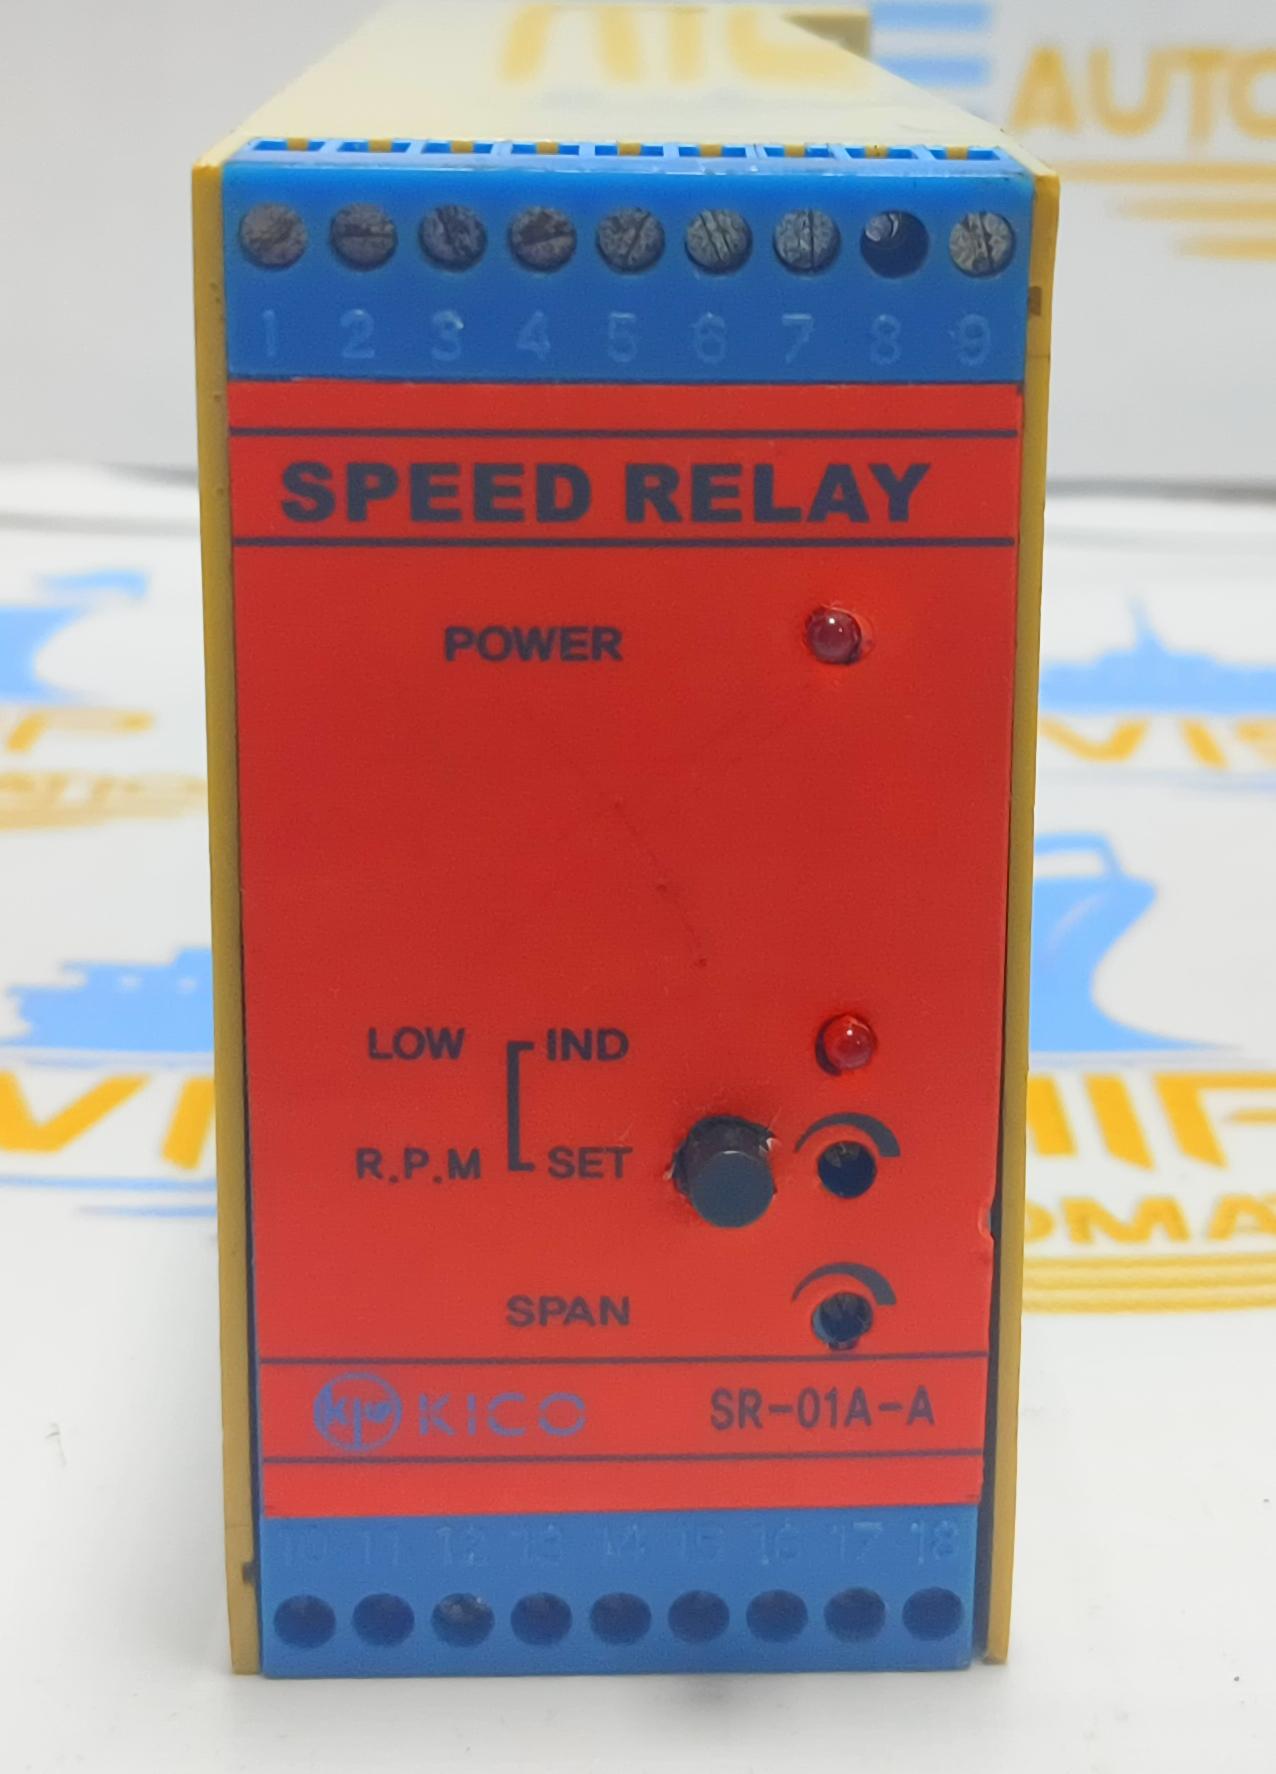 AUTO
1 2 3 4 5 6 7 8 9
SPEED RELAY
POWER
LOW IND
R.P.M SET
SPAN
KICO SR-01A-A
10 11 12 13 14 15 16 17 18